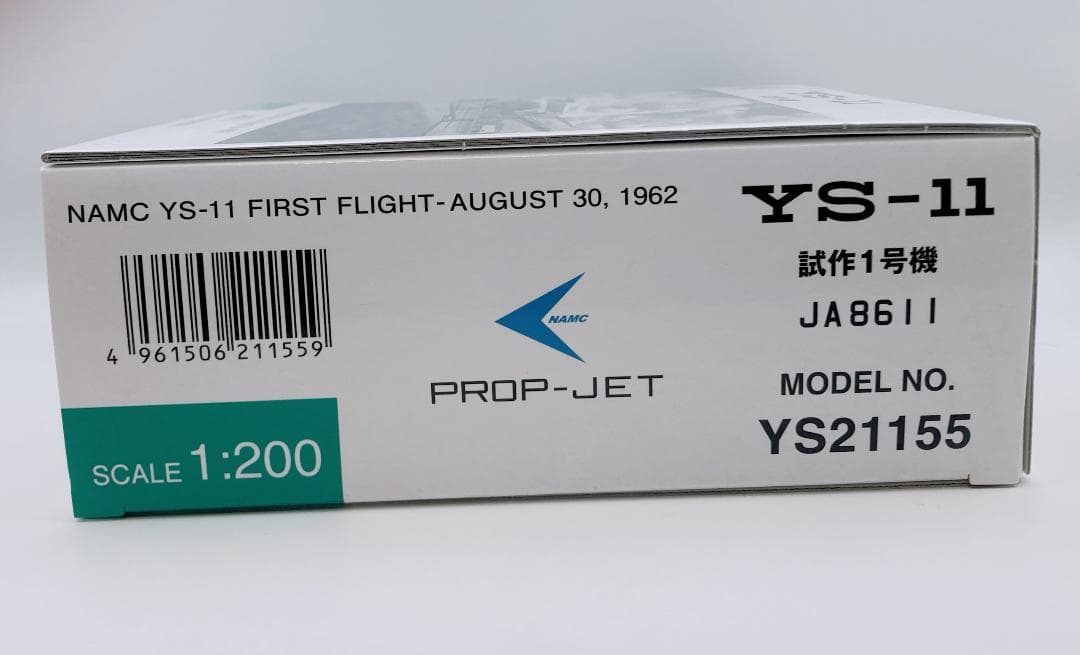 NAMC YS-11 FIRST FLIGHT-AUGUST 30, 1962
4 961506 211559
SCALE 1:200
NAMC
PROP-JET
YS-11
試作1号機
JA8611
MODEL NO.
YS21155